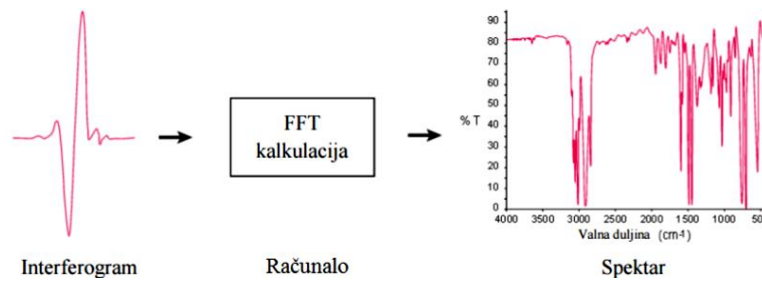 % T
90
80
70
60
50
40
30
20
10
0
4000 3500 3000 2500 2000 1500 1000 500
Valna duljina (cm-1)
FFT
kalkulacija
Interferogram Računalo Spektar